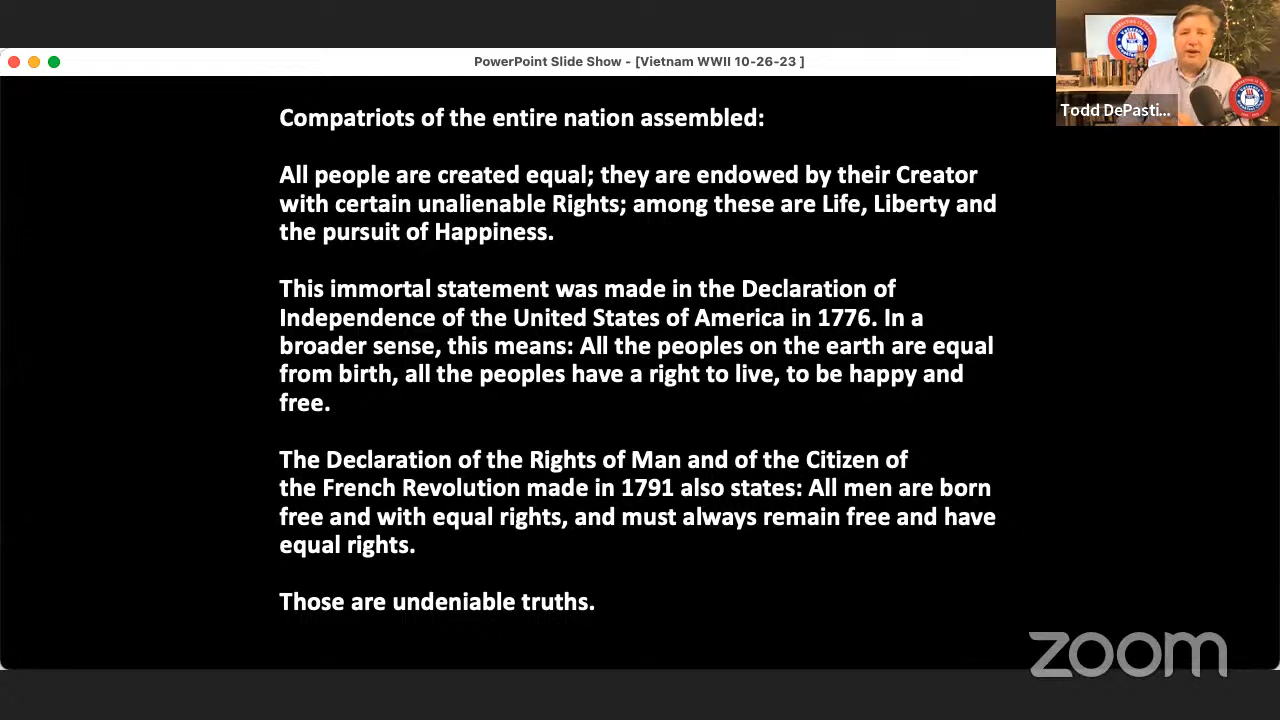 PowerPoint Slide Show - [Vietnam WWII 10-26-23 ]
Todd DePasti...
Compatriots of the entire nation assembled:
All people are created equal; they are endowed by their Creator
with certain unalienable Rights; among these are Life, Liberty and
the pursuit of Happiness.
This immortal statement was made in the Declaration of
Independence of the United States of America in 1776. In a
broader sense, this means: All the peoples on the earth are equal
from birth, all the peoples have a right to live, to be happy and
free.
The Declaration of the Rights of Man and of the Citizen of
the French Revolution made in 1791 also states: All men are born
free and with equal rights, and must always remain free and have
equal rights.
Those are undeniable truths.
zoom